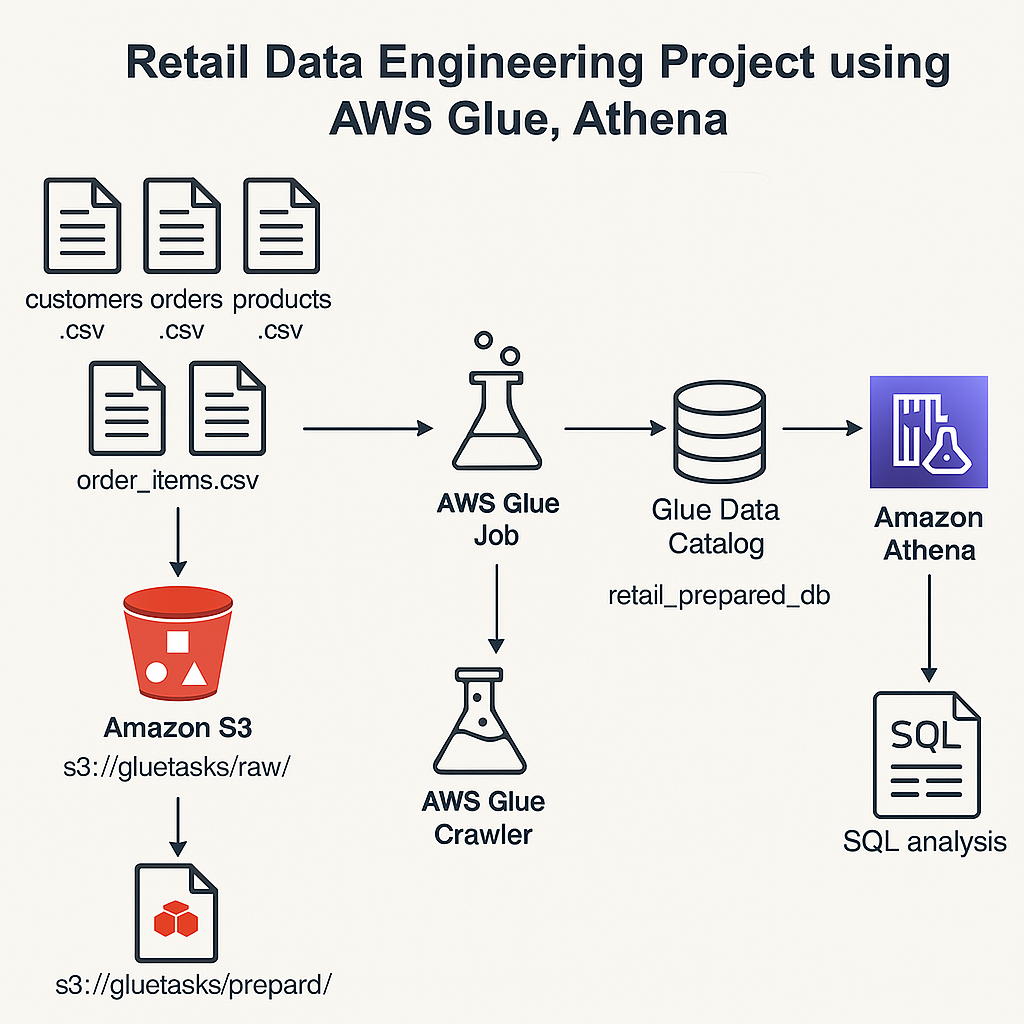 Retail Data Engineering Project using
AWS Glue, Athena
customers orders products
.csv .csv .csv
order_items.csv
AWS Glue
Job
Glue Data
Catalog
retail_prepared_db
Amazon
Athena
Amazon S3
s3://gluetasks/raw/
AWS Glue
Crawler
SQL
SQL analysis
s3://gluetasks/prepard/